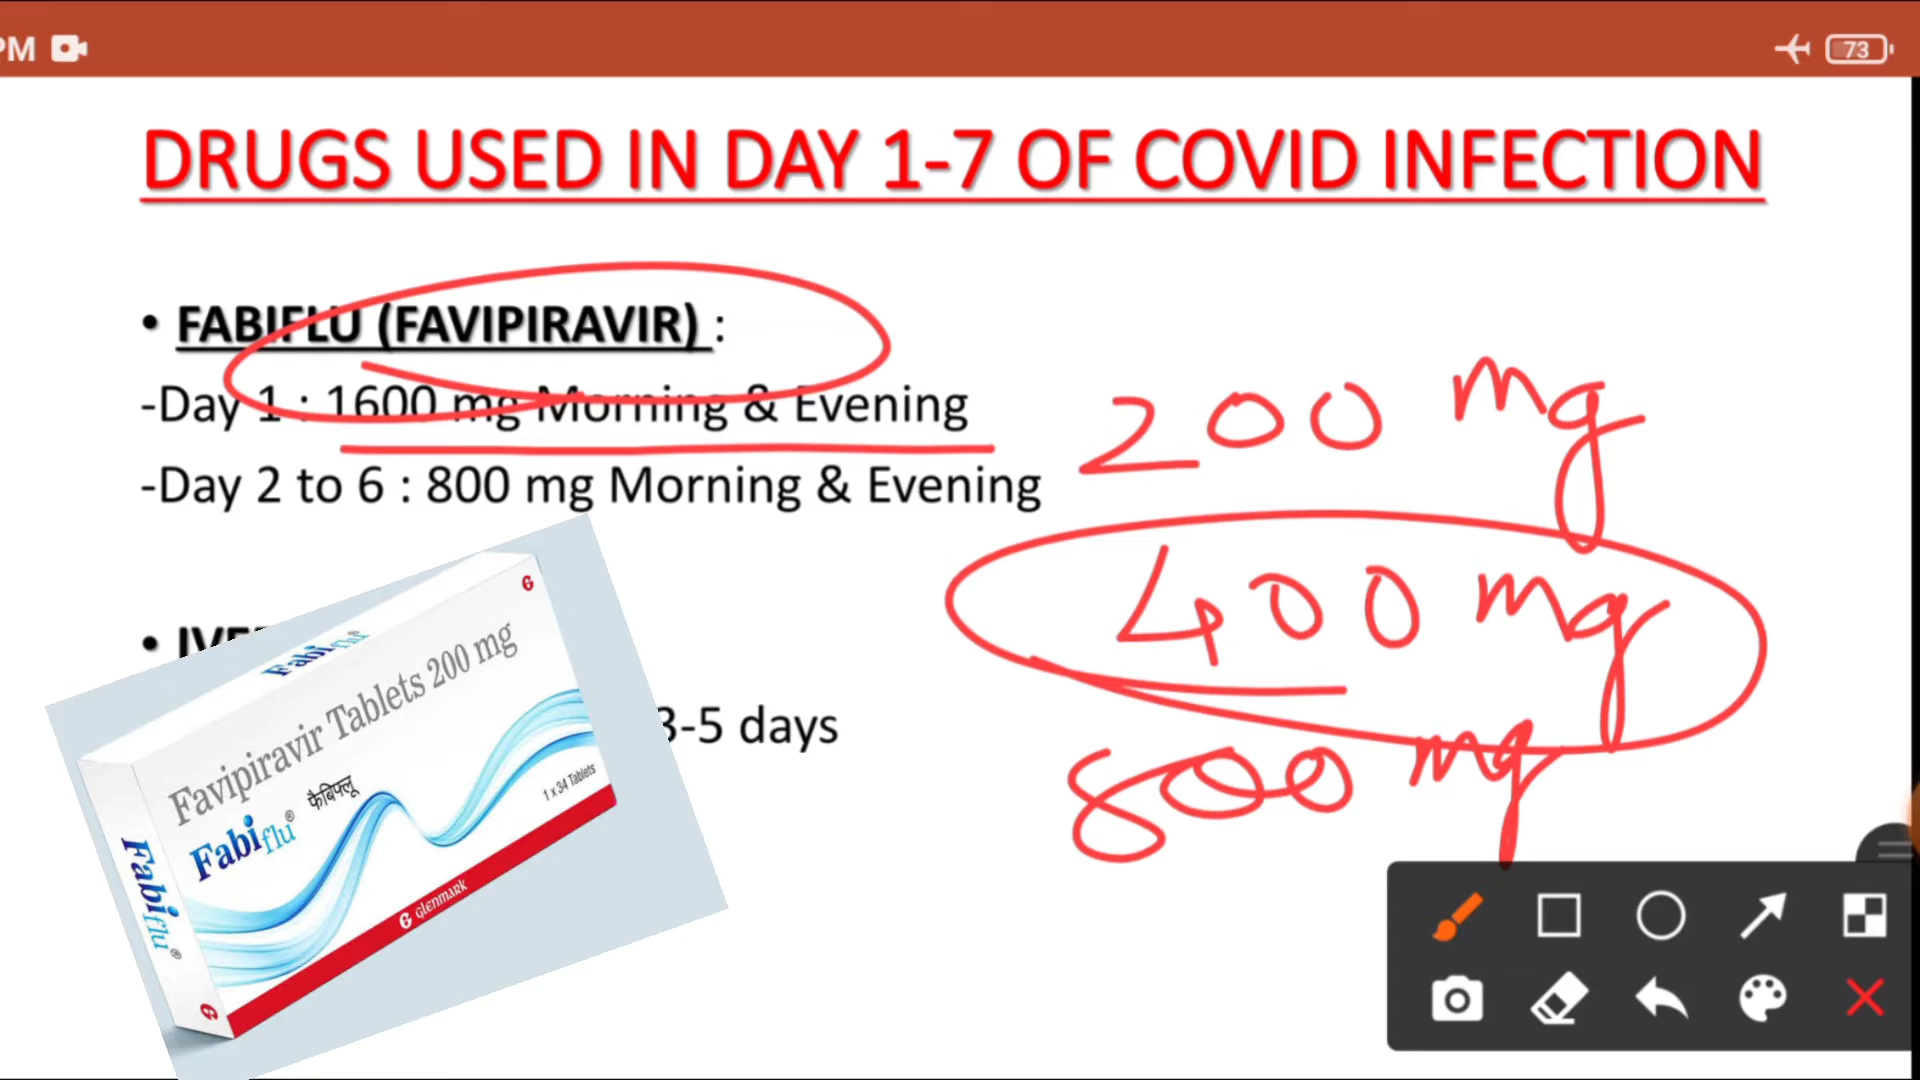 PM
73
DRUGS USED IN DAY 1-7 OF COVID INFECTION
• FABIFLU (FAVIPIRAVIR) :
-Day 1 : 1600 mg Morning & Evening
-Day 2 to 6 : 800 mg Morning & Evening
200 mg
400 mg
800 mg
3-5 days
Fabiflu®
Favipiravir Tablets 200 mg
फैबिफ्लू
Fabiflu®
1 x 34 Tablets
G Glenmark
Fabiflu®